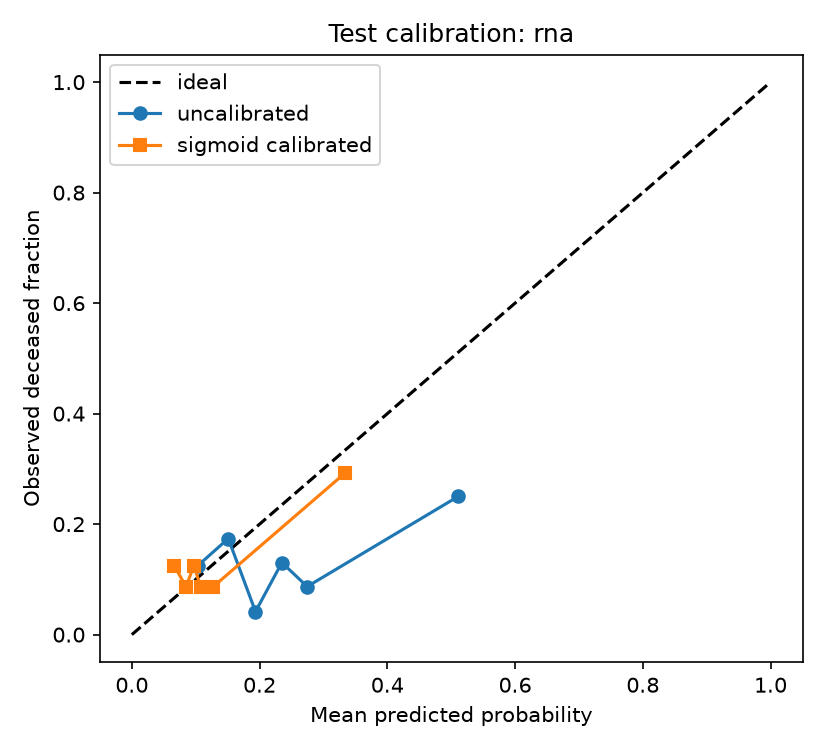 Test calibration: rna
ideal
uncalibrated
sigmoid calibrated
1.0
0.8
0.6
0.4
0.2
0.0
Observed deceased fraction
0.0 0.2 0.4 0.6 0.8 1.0
Mean predicted probability